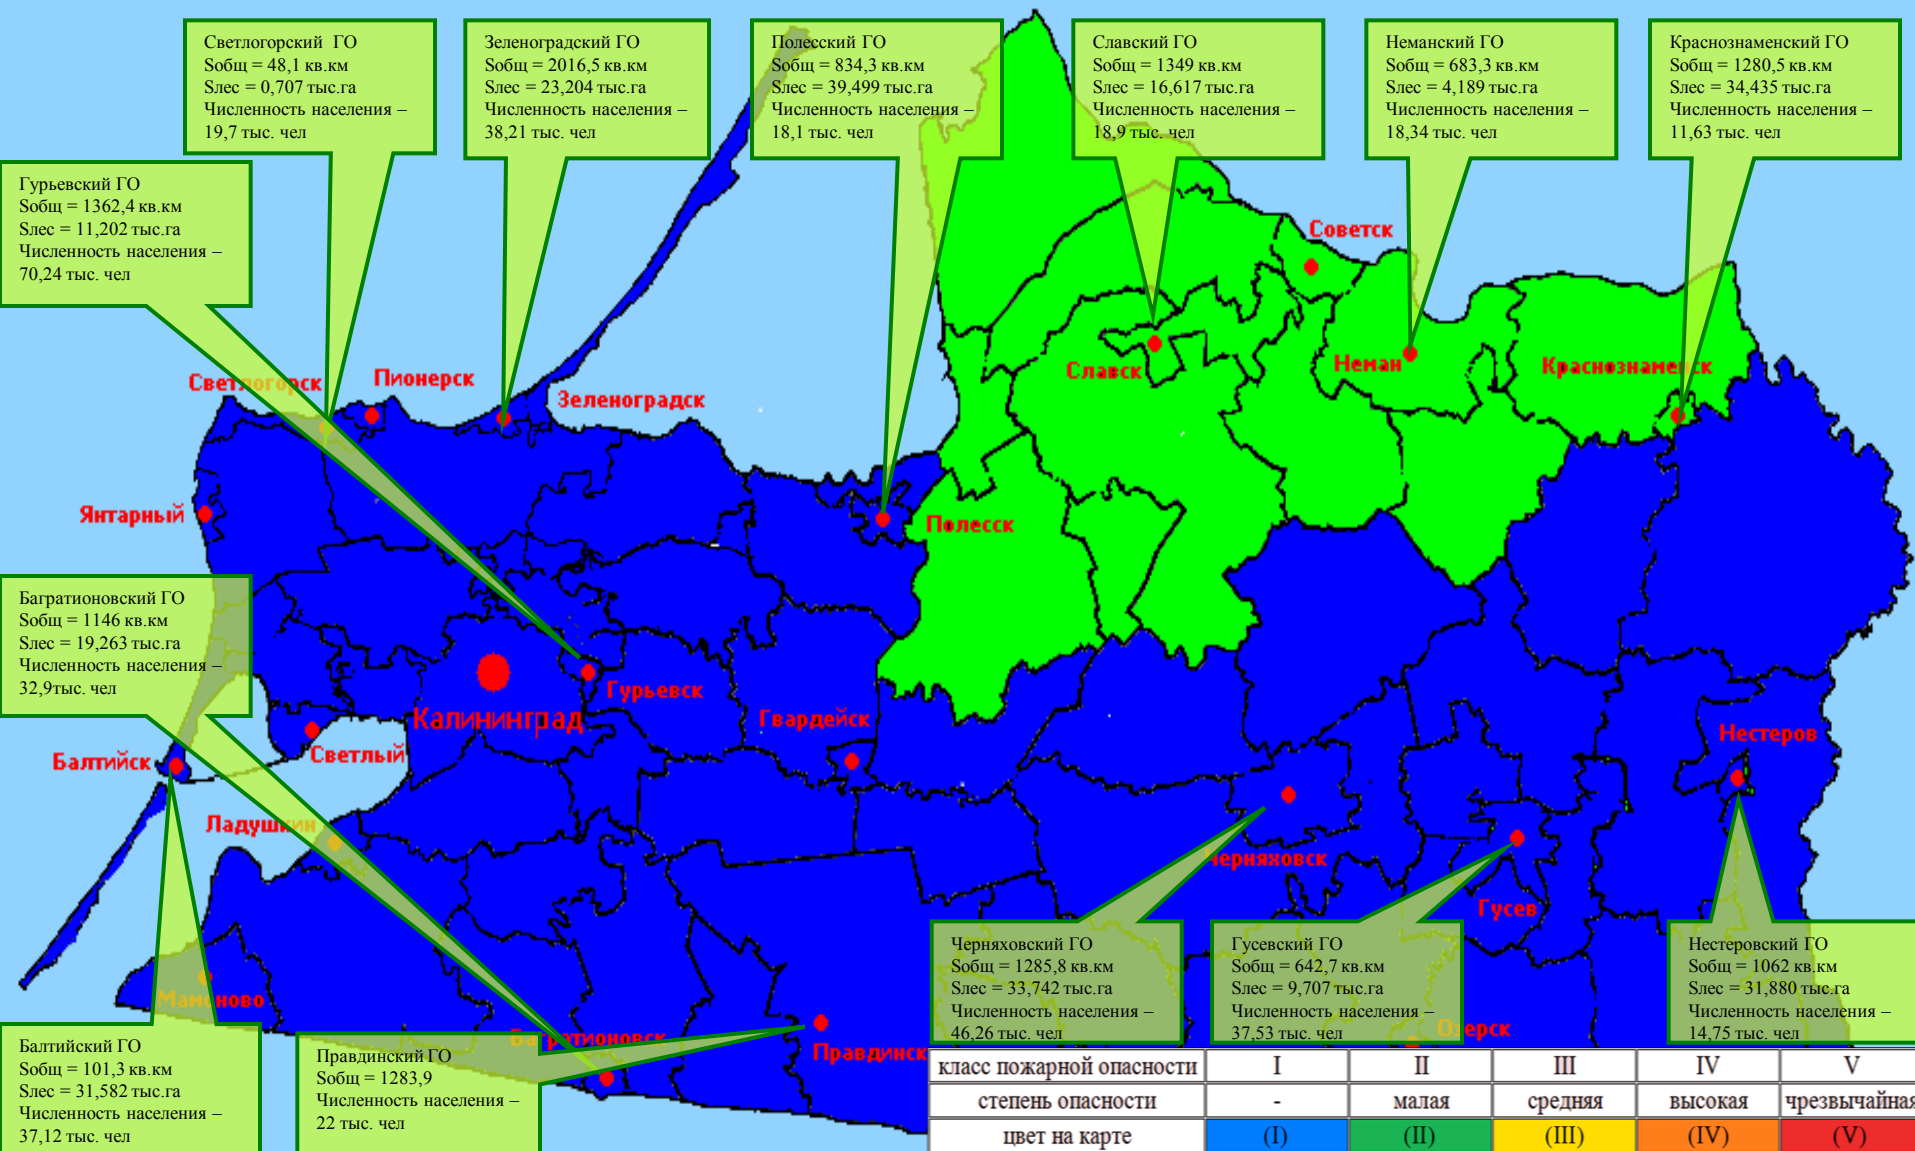 Светлогорский ГО
Sобщ = 48,1 кв.км
Sлес = 0,707 тыс.га
Численность населения –
19,7 тыс. чел
Зеленоградский ГО
Sобщ = 2016,5 кв.км
Sлес = 23,204 тыс.га
Численность населения –
38,21 тыс. чел
Полесский ГО
Sобщ = 834,3 кв.км
Sлес = 39,499 тыс.га
Численность населения –
18,1 тыс. чел
Славский ГО
Sобщ = 1349 кв.км
Sлес = 16,617 тыс.га
Численность населения –
18,9 тыс. чел
Неманский ГО
Sобщ = 683,3 кв.км
Sлес = 4,189 тыс.га
Численность населения –
18,34 тыс. чел
Краснознаменский ГО
Sобщ = 1280,5 кв.км
Sлес = 34,435 тыс.га
Численность населения –
11,63 тыс. чел
Гурьевский ГО
Sобщ = 1362,4 кв.км
Sлес = 11,202 тыс.га
Численность населения –
70,24 тыс. чел
Советск
Славск
Неман
Краснознаменск
Светлогорск
Пионерск
Зеленоградск
Янтарный
Полесск
Багратионовский ГО
Sобщ = 1146 кв.км
Sлес = 19,263 тыс.га
Численность населения –
32,9тыс. чел
Гурьевск
Калининград
Гвардейск
Светлый
Балтийск
Нестеров
Ладушкин
Черняховск
Гусев
Мамоново
Багратионовск
Правдинск
Озерск
Черняховский ГО
Sобщ = 1285,8 кв.км
Sлес = 33,742 тыс.га
Численность населения –
46,26 тыс. чел
Гусевский ГО
Sобщ = 642,7 кв.км
Sлес = 9,707 тыс.га
Численность населения –
37,53 тыс. чел
Нестеровский ГО
Sобщ = 1062 кв.км
Sлес = 31,880 тыс.га
Численность населения –
14,75 тыс. чел
Балтийский ГО
Sобщ = 101,3 кв.км
Sлес = 31,582 тыс.га
Численность населения –
37,12 тыс. чел
Правдинский ГО
Sобщ = 1283,9
Численность населения –
22 тыс. чел
класс пожарной опасности I II III IV V
степень опасности - малая средняя высокая чрезвычайная
цвет на карте (I) (II) (III) (IV) (V)